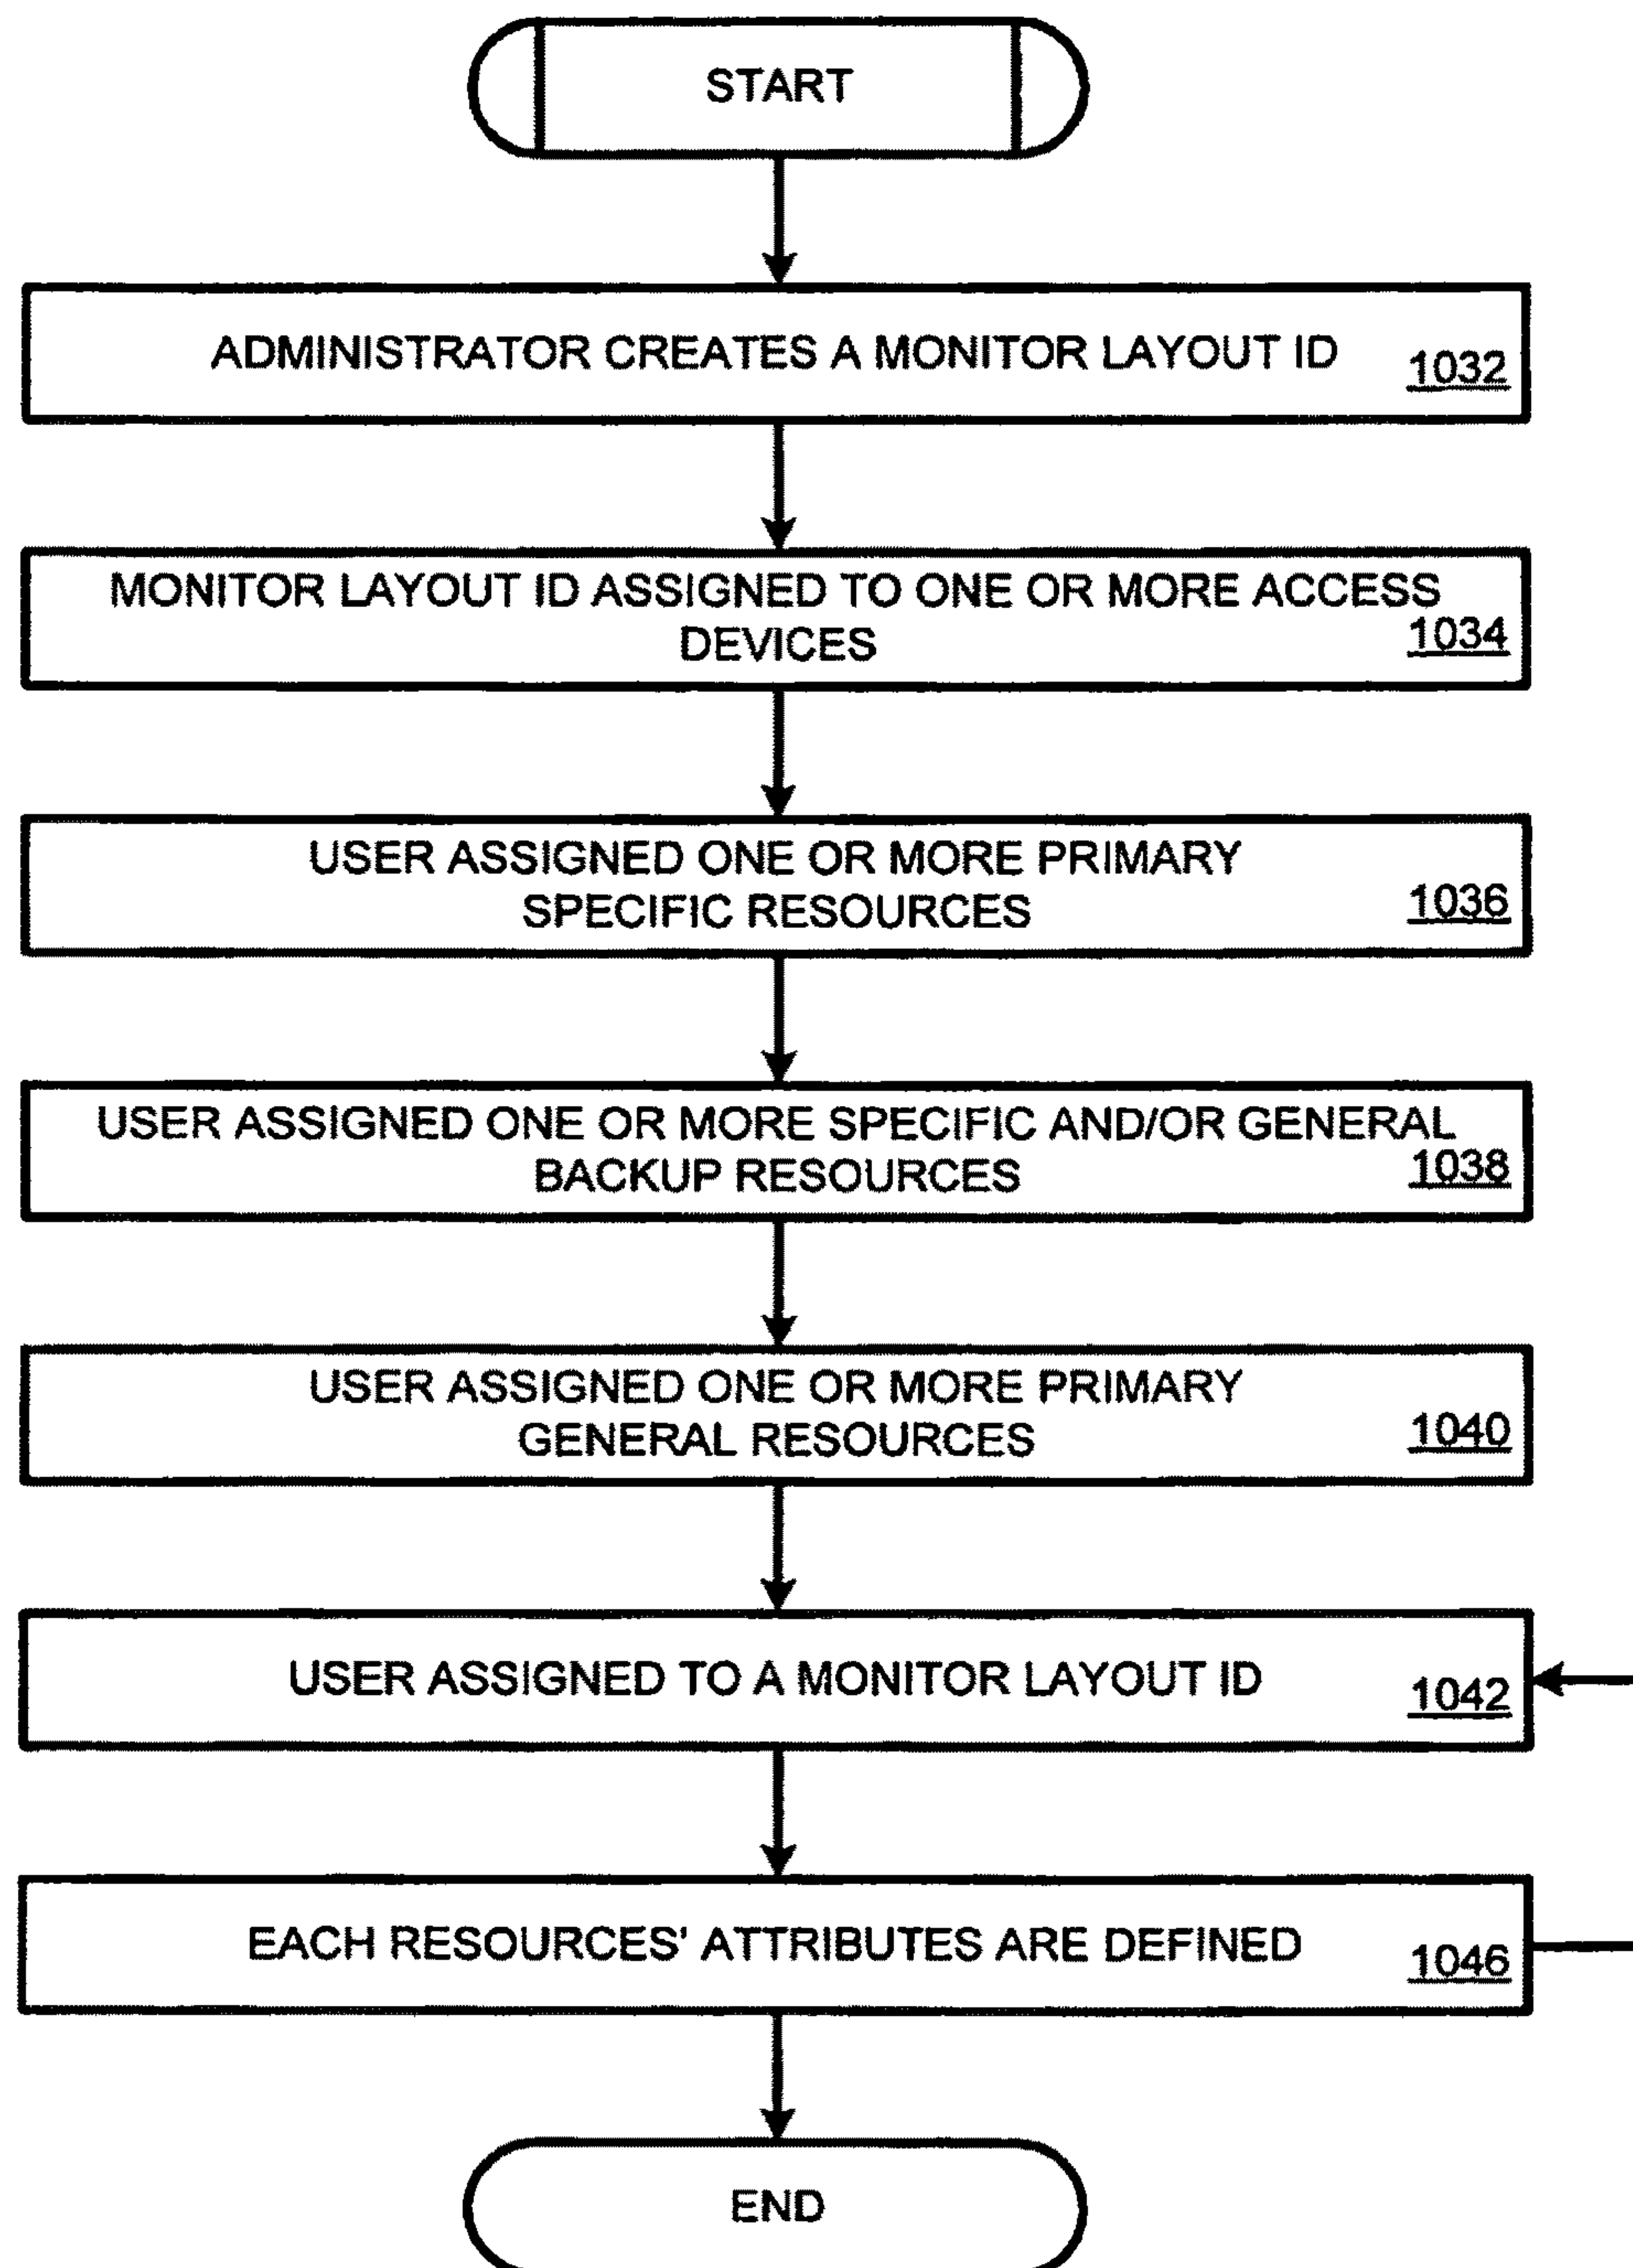 START
ADMINISTRATOR CREATES A MONITOR LAYOUT ID
1032
MONITOR LAYOUT ID ASSIGNED TO ONE OR MORE ACCESS
DEVICES
1034
USER ASSIGNED ONE OR MORE PRIMARY
SPECIFIC RESOURCES
1036
USER ASSIGNED ONE OR MORE SPECIFIC AND/OR GENERAL
BACKUP RESOURCES
1038
USER ASSIGNED ONE OR MORE PRIMARY
GENERAL RESOURCES
1040
USER ASSIGNED TO A MONITOR LAYOUT ID
1042
EACH RESOURCES' ATTRIBUTES ARE DEFINED
1046
END